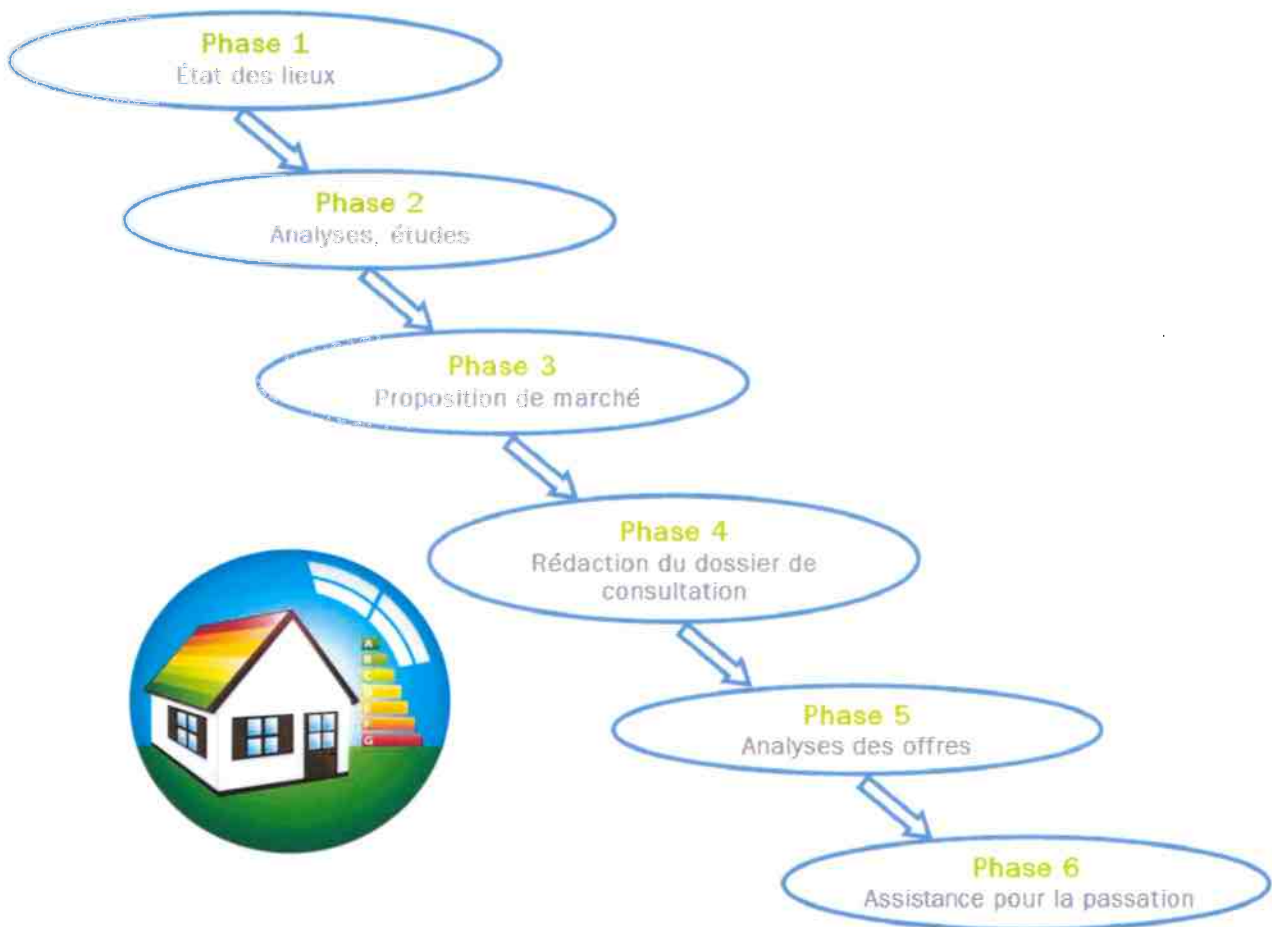 Phase 1
État des lieux
Phase 2
Analyses, études
Phase 3
Proposition de marché
Phase 4
Rédaction du dossier de
consultation
A
B
C
G
Phase 5
Analyses des offres
Phase 6
Assistance pour la passation